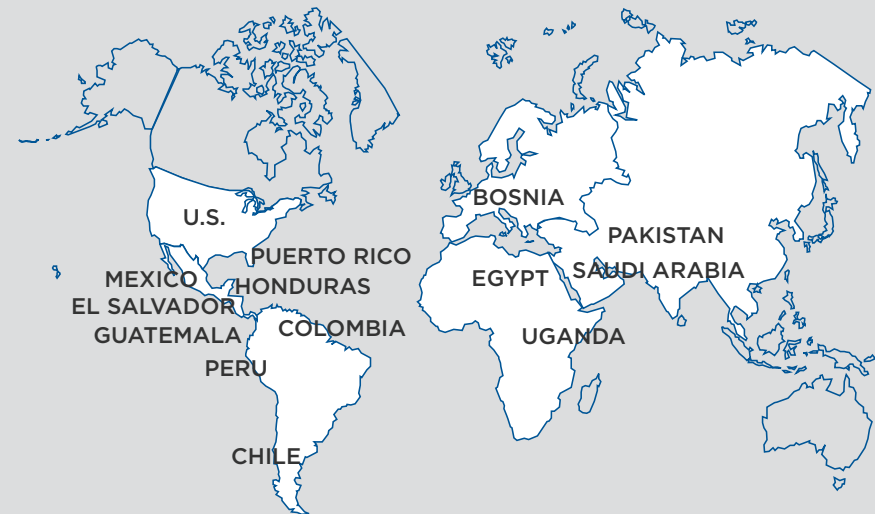 U.S.
BOSNIA
PAKISTAN
PUERTO RICO
SAUDI ARABIA
MEXICO
HONDURAS
EGYPT
EL SALVADOR
GUATEMALA
COLOMBIA
UGANDA
PERU
CHILE